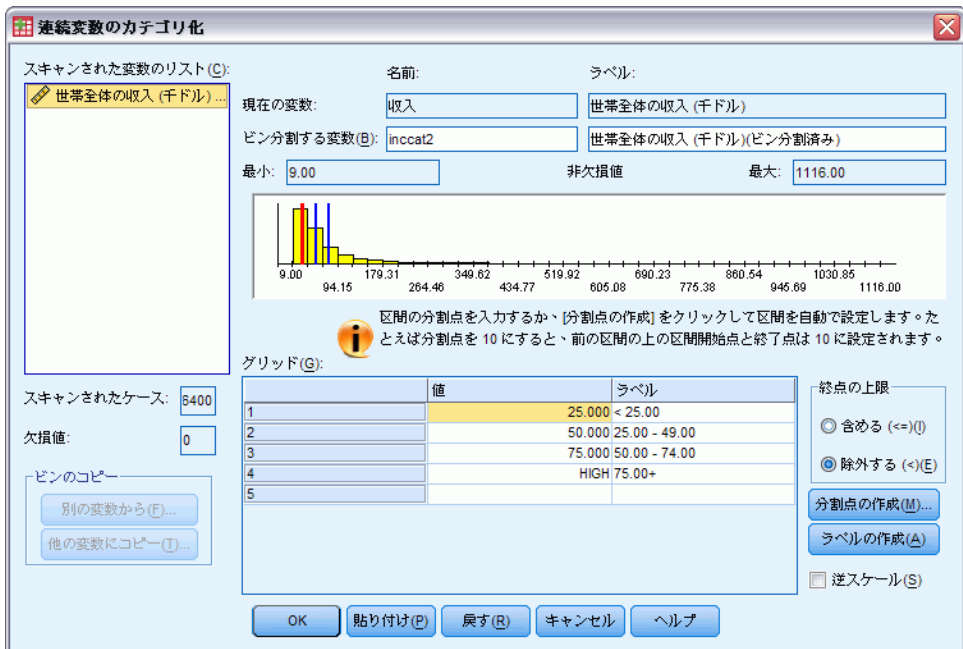 連続変数のカテゴリ化
スキャンされた変数のリスト(C):
世帯全体の収入 (千ドル) ...
名前:
ラベル:
現在の変数:
収入
世帯全体の収入 (千ドル)
ビン分割する変数(B):
inccat2
世帯全体の収入 (千ドル)(ビン分割済み)
最小:
9.00
非欠損値
最大:
1116.00
9.00 179.31 349.62 519.92 690.23 860.54 1030.85
94.15 264.46 434.77 605.08 775.38 945.69 1116.00
区間の分割点を入力するか、[分割点の作成] をクリックして区間を自動で設定します。た
とえば分割点を 10 にすると、前の区間の上の区間開始点と終了点は 10 に設定されます。
グリッド(G):
値 ラベル
1 25.000 < 25.00
2 50.000 25.00 - 49.00
3 75.000 50.00 - 74.00
4 HIGH 75.00+
5
スキャンされたケース:
6400
欠損値:
0
ビンのコピー
別の変数から(F)...
他の変数にコピー(T)...
終点の上限
含める (<=)(I)
除外する (<)(E)
分割点の作成(M)...
ラベルの作成(A)
逆スケール(S)
OK
貼り付け(P)
戻す(R)
キャンセル
ヘルプ